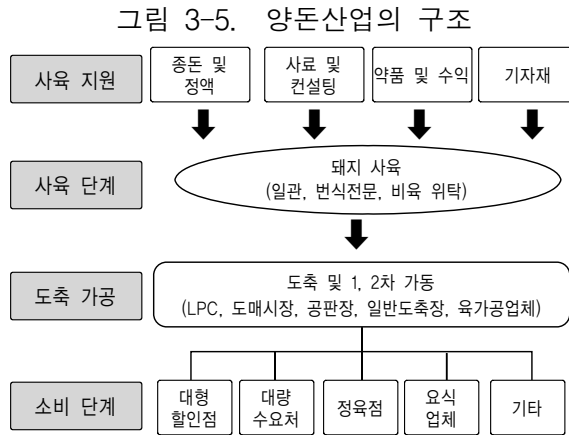 그림 3-5. 양돈산업의 구조
사육 지원
종돈 및
정액
사료 및
컨설팅
약품 및 수익
기자재
사육 단계
돼지 사육
(일관, 번식전문, 비육 위탁)
도축 가공
도축 및 1, 2차 가동
(LPC, 도매시장, 공판장, 일반도축장, 육가공업체)
소비 단계
대형
할인점
대량
수요처
정육점
요식
업체
기타